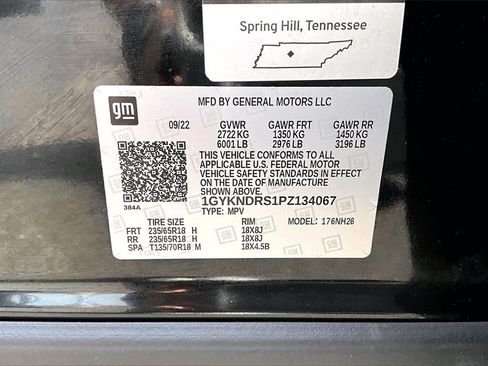 Spring Hill, Tennessee
gm
MFD BY GENERAL MOTORS LLC
09/22 GVWR GAWR FRT GAWR RR
2722 KG 1350 KG 1450 KG
6001 LB 2976 LB 3196 LB
THIS VEHICLE CONFORMS TO ALL APPLICABLE
U.S. FEDERAL MOTOR
VEHICLE SAFETY STANDARDS IN EFFECT
ON THE DATE OF MANUFACTURE
SHOWN ABOVE.
384A
1GYKNDRS1PZ134067
TYPE: MPV MODEL: 176NH26
TIRE SIZE RIM
FRT 235/65R18 H 18X8J
RR 235/65R18 H 18X8J
SPA T135/70R18 M 18X4.5B